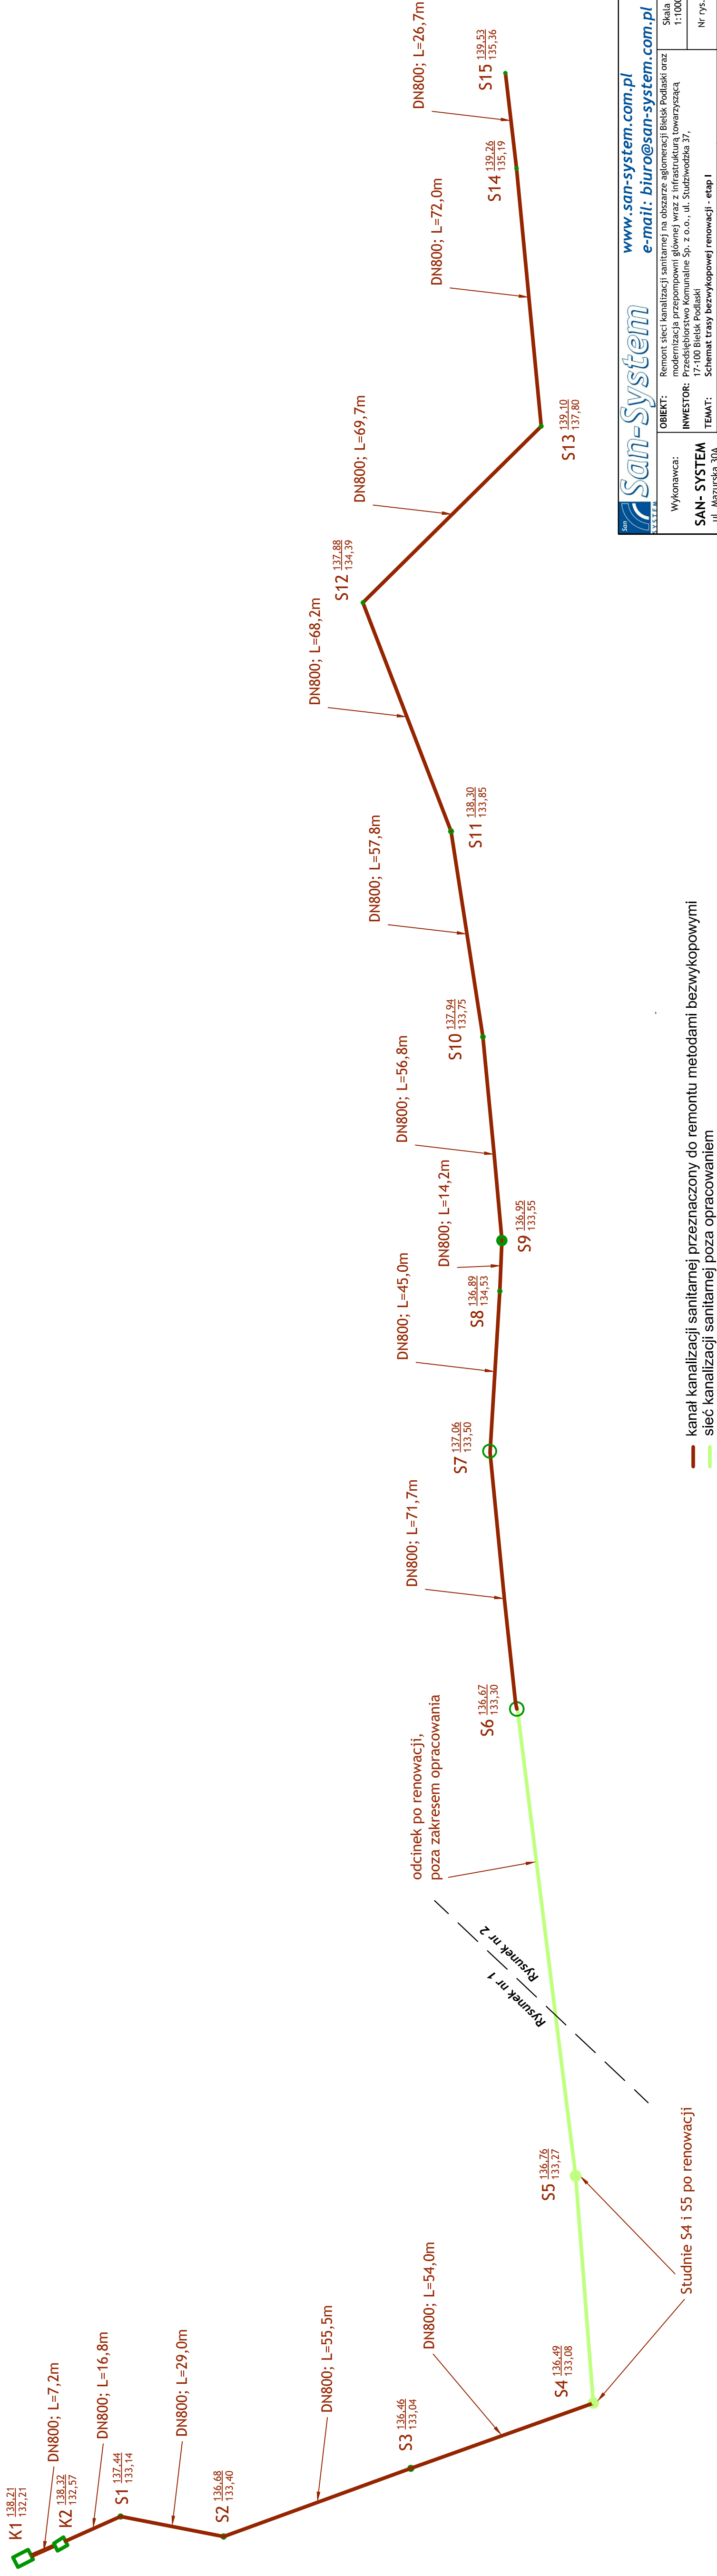 K1 138,21
132,21
DN800; L=7,2m
K2 138,32
132,57
DN800; L=16,8m
S1 137,44
133,14
DN800; L=29,0m
S2 136,68
133,40
DN800; L=55,5m
S3 136,46
133,04
DN800; L=54,0m
S4 136,49
133,08
Studnie S4 i S5 po renowacji
S5 136,76
133,27
Rysunek nr 1
Rysunek nr 2
odcinek po renowacji,
poza zakresem opracowania
S6 136,67
133,30
DN800; L=71,7m
S7 137,06
133,50
DN800; L=45,0m
S8 136,89
134,53
DN800; L=14,2m
S9 136,95
133,55
DN800; L=56,8m
S10 137,94
133,75
DN800; L=57,8m
S11 138,30
133,85
DN800; L=68,2m
S12 137,88
134,39
DN800; L=69,7m
S13 139,10
137,80
DN800; L=72,0m
S14 139,26
135,19
DN800; L=26,7m
S15 139,53
135,36
kanał kanalizacji sanitarnej przeznaczony do remontu metodami bezwykopowymi
sieć kanalizacji sanitarnej poza opracowaniem
San
SYSTEM
San-System
www.san-system.com.pl
e-mail: biuro@san-system.com.pl
Wykonawca:
SAN- SYSTEM
ul. Mazurska 30A
OBIEKT: Remont sieci kanalizacji sanitarnej na obszarze aglomeracji Bielsk Podlaski oraz
modernizacja przepompowni głównej wraz z infrastrukturą towarzyszącą
INWESTOR: Przedsiębiorstwo Komunalne Sp. z o.o., ul. Studziwodzka 37,
17-100 Bielsk Podlaski
TEMAT: Schemat trasy bezwykopowej renowacji - etap I
Skala
1:1000
Nr rys.